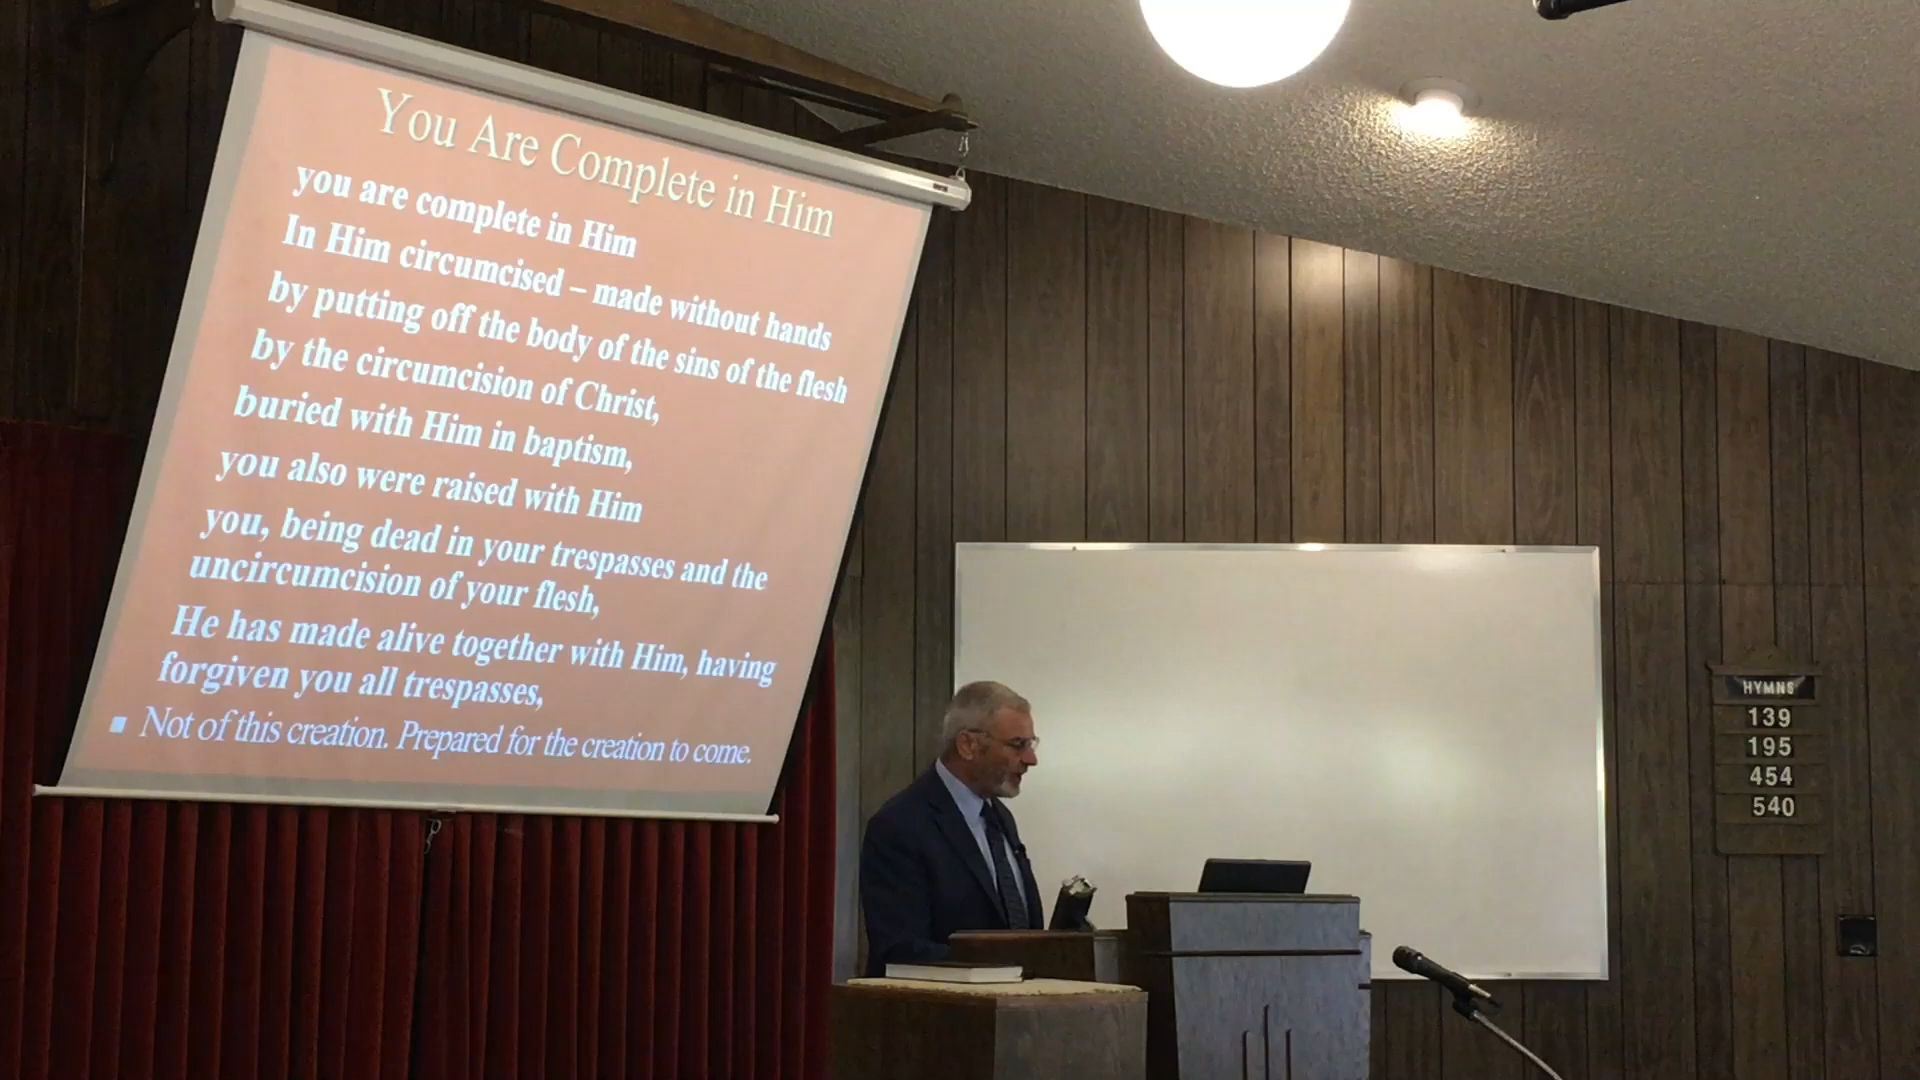 You Are Complete in Him
you are complete in Him
In Him circumcised – made without hands
by putting off the body of the sins of the flesh
by the circumcision of Christ,
buried with Him in baptism,
you also were raised with Him
you, being dead in your trespasses and the
uncircumcision of your flesh,
He has made alive together with Him, having
forgiven you all trespasses,
Not of this creation. Prepared for the creation to come.
HYMNS
139
195
454
540